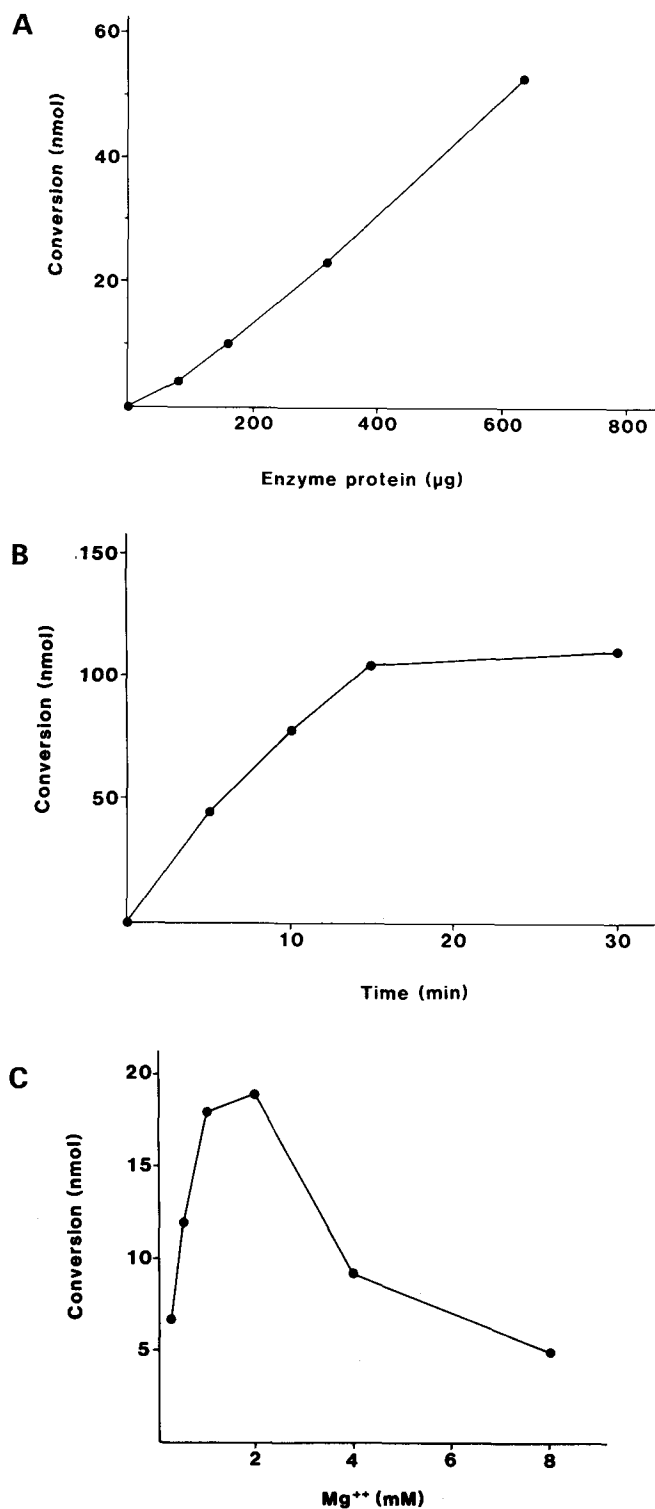 A
60
40
20
Conversion (nmol)
200 400 600 800
Enzyme protein (µg)
B
150
100
50
Conversion (nmol)
10 20 30
Time (min)
C
20
15
10
5
Conversion (nmol)
2 4 6 8
Mg++ (mM)